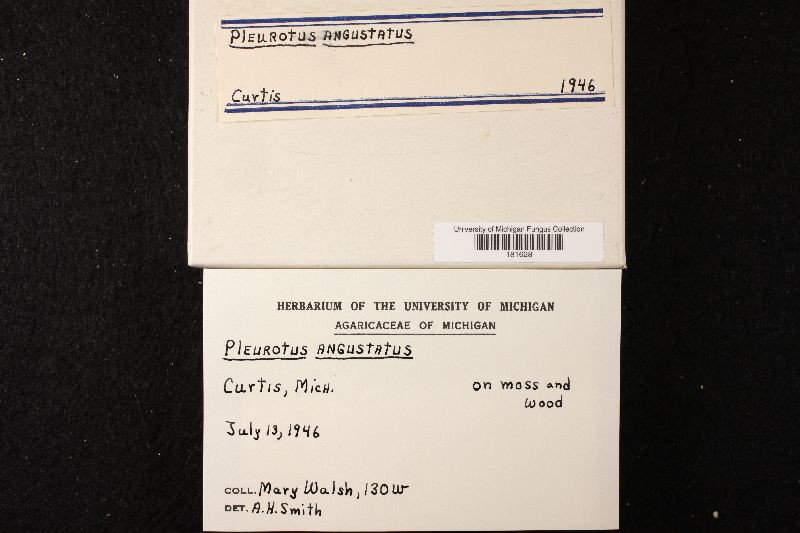 Pleurotus angustatus
Curtis 1946
University of Michigan Fungus Collection
181628
HERBARIUM OF THE UNIVERSITY OF MICHIGAN
AGARICACEAE OF MICHIGAN
Pleurotus angustatus
Curtis, Mich. on moss and
wood
July 13, 1946
COLL. Mary Walsh, 130W
DET. A.H. Smith